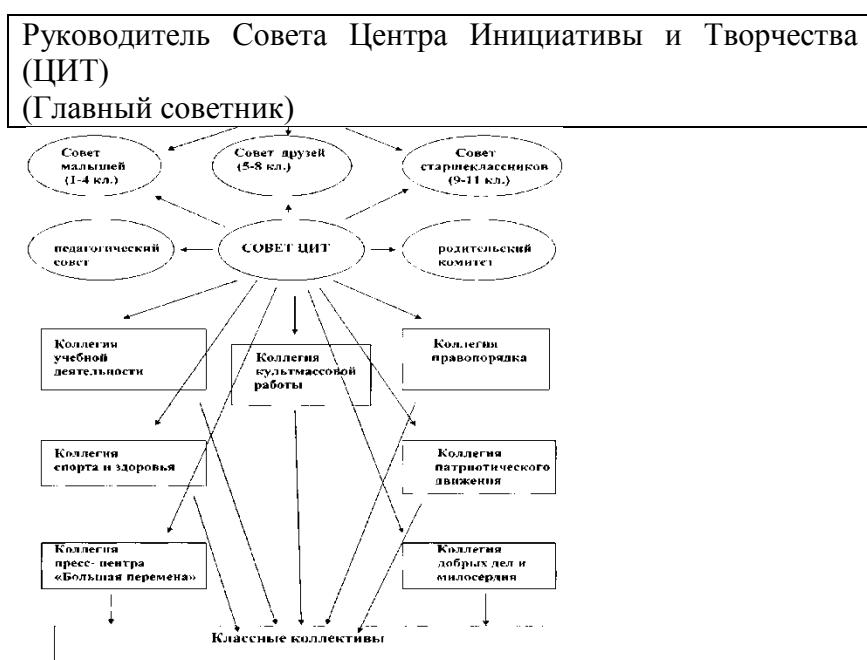 Руководитель Совета Центра Инициативы и Творчества
(ЦИТ)
(Главный советник)
Совет
малышей
(1-4 кл.)
Совет друзей
(5-8 кл.)
Совет
старшеклассников
(9-11 кл.)
педагогический
совет
СОВЕТ ЦИТ
родительский
комитет
Коллегия
учебной
деятельности
Коллегия
культмассовой
работы
Коллегия
правопорядка
Коллегия
спорта и здоровья
Коллегия
патриотического
движения
Коллегия
пресс- центра
«Большая перемена»
Коллегия
добрых дел и
милосердия
Классные коллективы